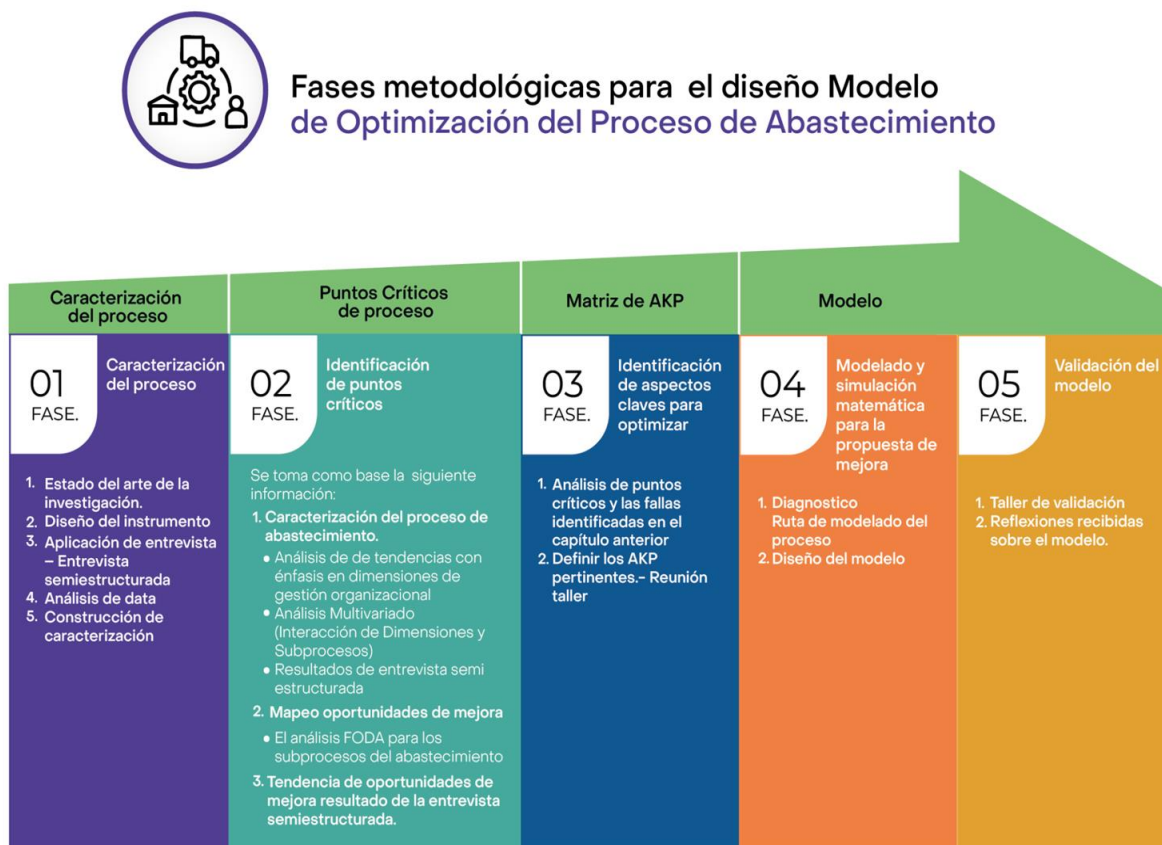 Fases metodológicas para el diseño Modelo
de Optimización del Proceso de Abastecimiento
Caracterización
del proceso
Puntos Críticos
de proceso
Matriz de AKP
Modelo
01
FASE.
Caracterización
del proceso
1. Estado del arte de la
investigación.
2. Diseño del instrumento
3. Aplicación de entrevista
– Entrevista
semiestructurada
4. Análisis de data
5. Construcción de
caracterización
02
FASE.
Identificación
de puntos
críticos
Se toma como base la siguiente
información:
1. Caracterización del proceso de
abastecimiento.
• Análisis de de tendencias con
énfasis en dimensiones de
gestión organizacional
• Análisis Multivariado
(Interacción de Dimensiones y
Subprocesos)
• Resultados de entrevista semi
estructurada
2. Mapeo oportunidades de mejora
• El análisis FODA para los
subprocesos del abastecimiento
3. Tendencia de oportunidades de
mejora resultado de la entrevista
semiestructurada.
03
FASE.
Identificación
de aspectos
claves para
optimizar
1. Análisis de puntos
críticos y las fallas
identificadas en el
capítulo anterior
2. Definir los AKP
pertinentes.- Reunión
taller
04
FASE.
Modelado y
simulación
matemática
para la
propuesta de
mejora
1. Diagnostico
Ruta de modelado del
proceso
2. Diseño del modelo
05
FASE.
Validación del
modelo
1. Taller de validación
2. Reflexiones recibidas
sobre el modelo.